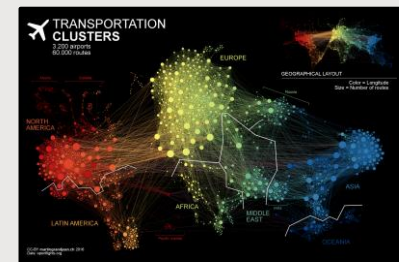 TRANSPORTATION
CLUSTERS
3.200 airports
60.000 routes
EUROPE
GEOGRAPHICAL LAYOUT
Color = Longitude
Size = Number of routes
NORTH
AMERICA
ASIA
AFRICA
MIDDLE
EAST
LATIN AMERICA
OCEANIA